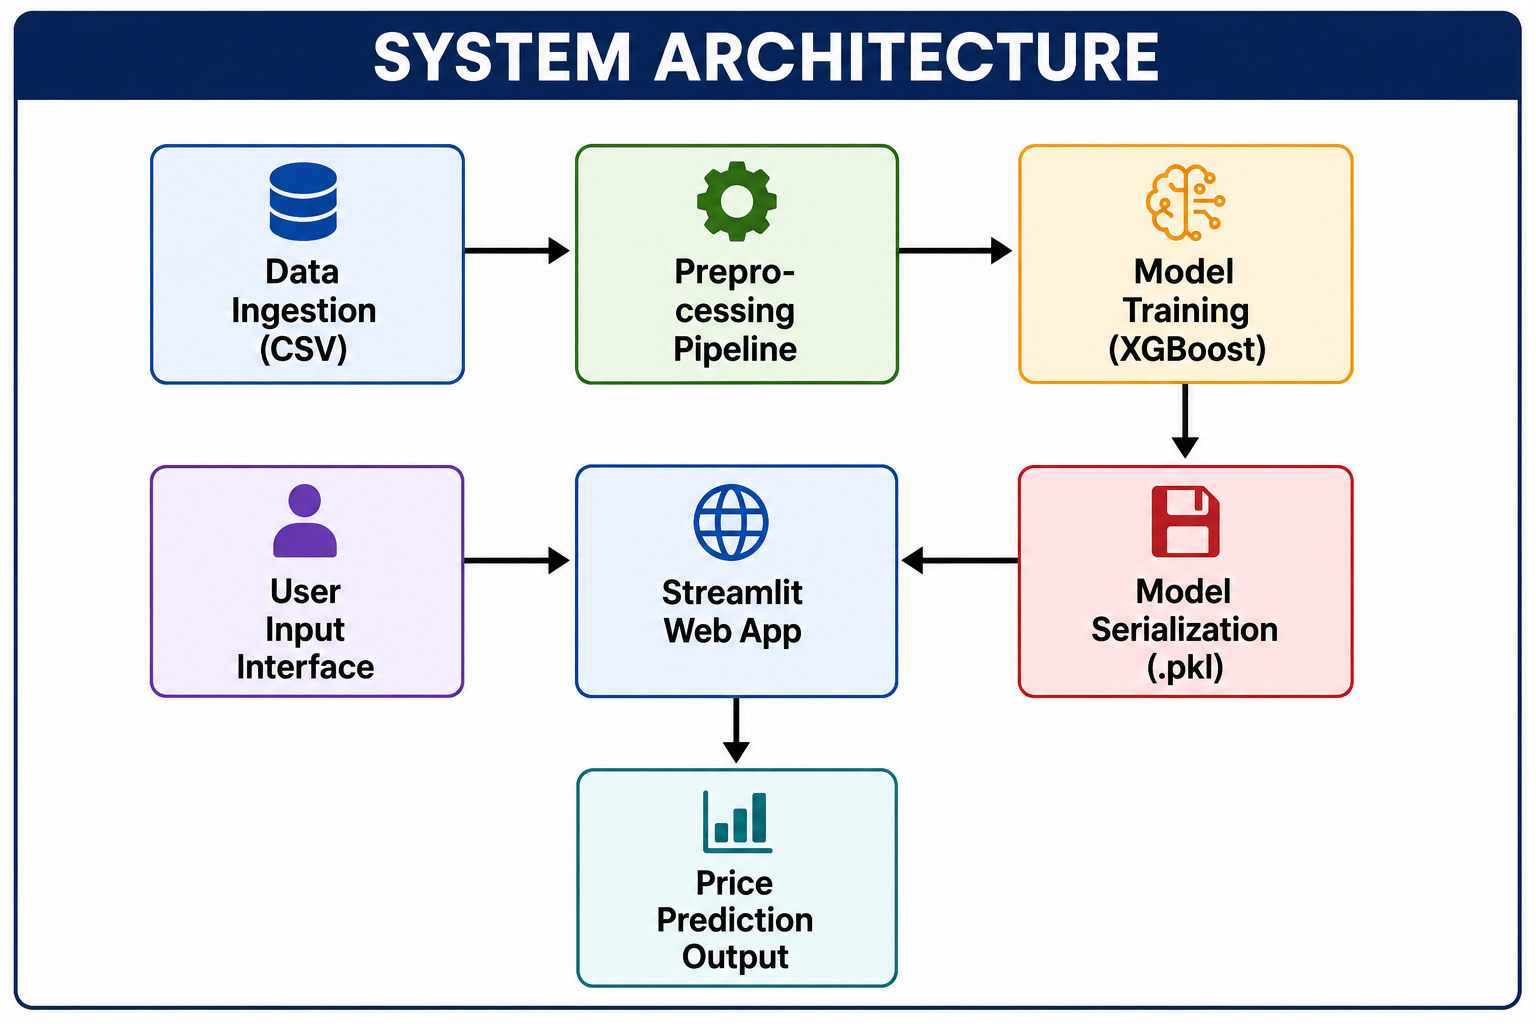 SYSTEM ARCHITECTURE
Data
Ingestion
(CSV)
Prepro-
cessing
Pipeline
Model
Training
(XGBoost)
User
Input
Interface
Streamlit
Web App
Model
Serialization
(.pkl)
Price
Prediction
Output